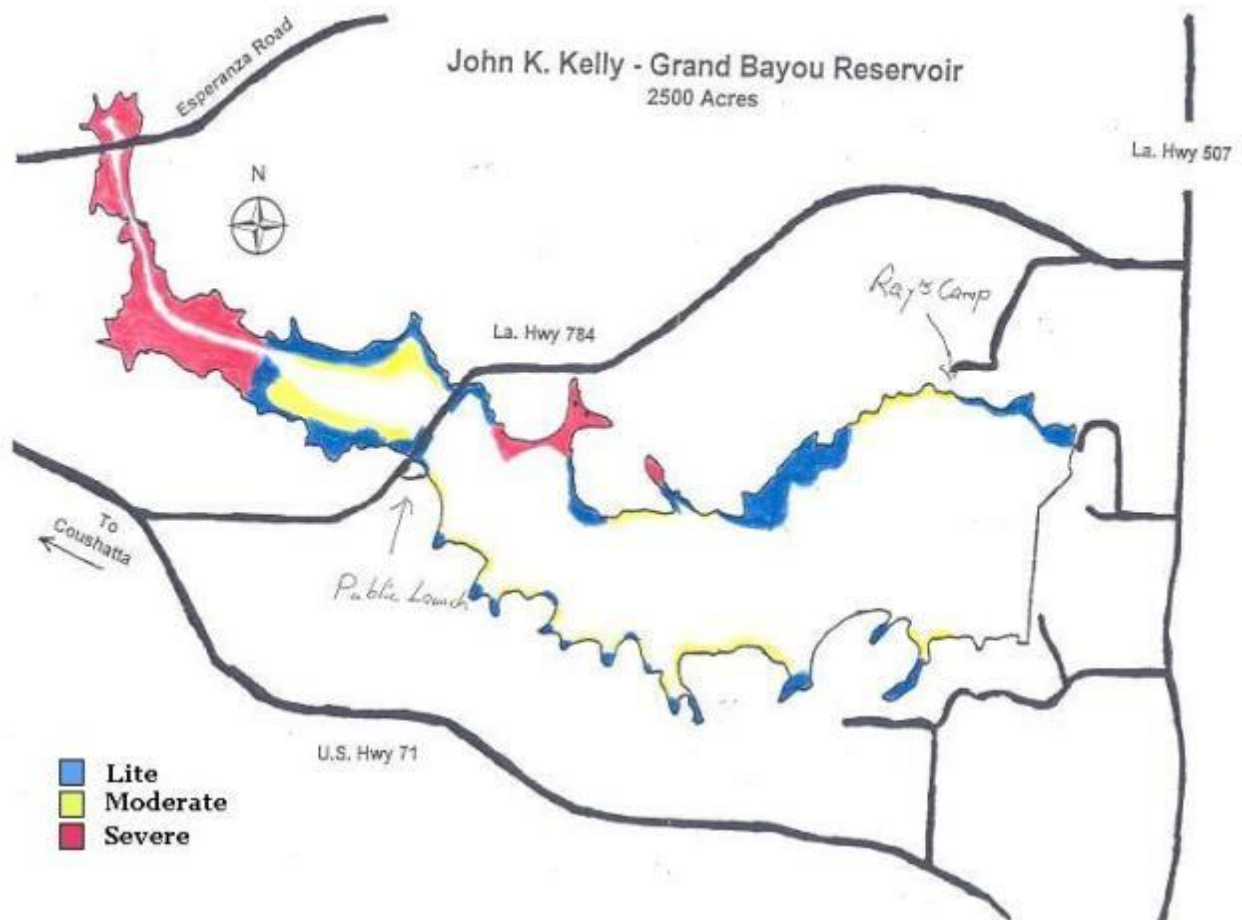 John K. Kelly - Grand Bayou Reservoir
2500 Acres
Esperanza Road
La. Hwy 507
N
Ray's Camp
La. Hwy 784
To
Coushatta
Public Launch
U.S. Hwy 71
Lite
Moderate
Severe